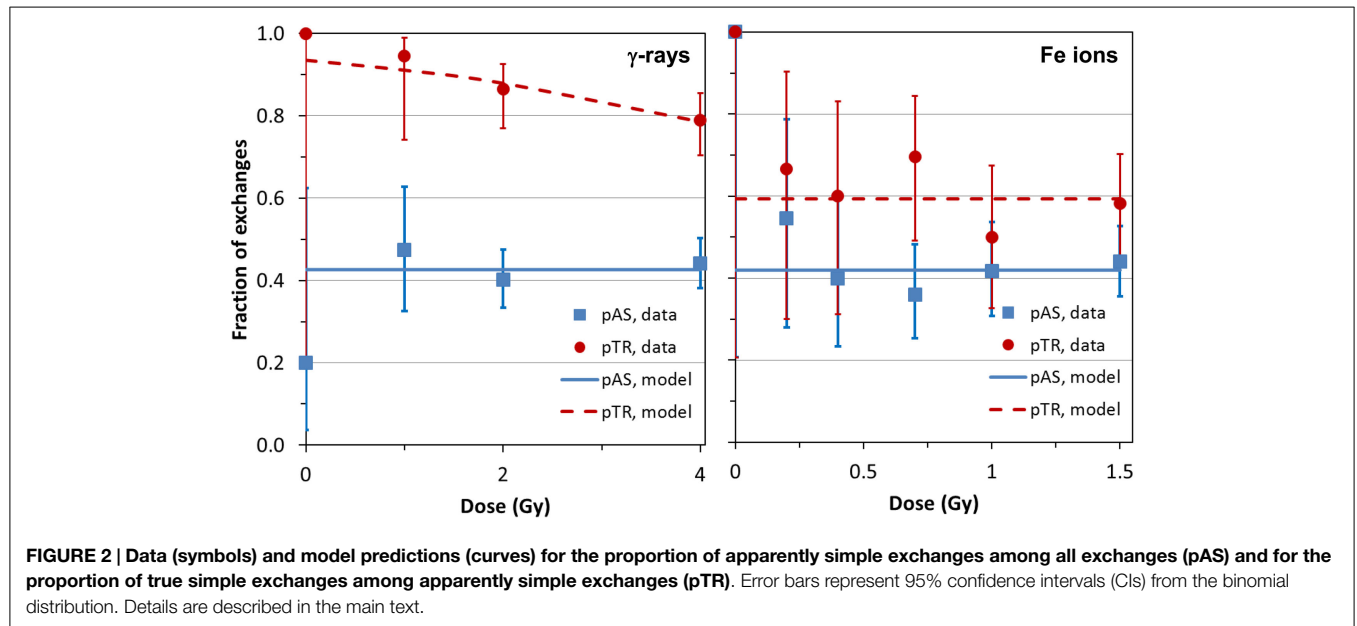 Fraction of exchanges
1.0
0.8
0.6
0.4
0.2
0.0
γ-rays
pAS, data
pTR, data
pAS, model
pTR, model
0
1
2
4
Dose (Gy)
Fe ions
pAS, data
pTR, data
pAS, model
pTR, model
0
0.5
1
1.5
Dose (Gy)
FIGURE 2 | Data (symbols) and model predictions (curves) for the proportion of apparently simple exchanges among all exchanges (pAS) and for the
proportion of true simple exchanges among apparently simple exchanges (pTR). Error bars represent 95% confidence intervals (CIs) from the binomial
distribution. Details are described in the main text.